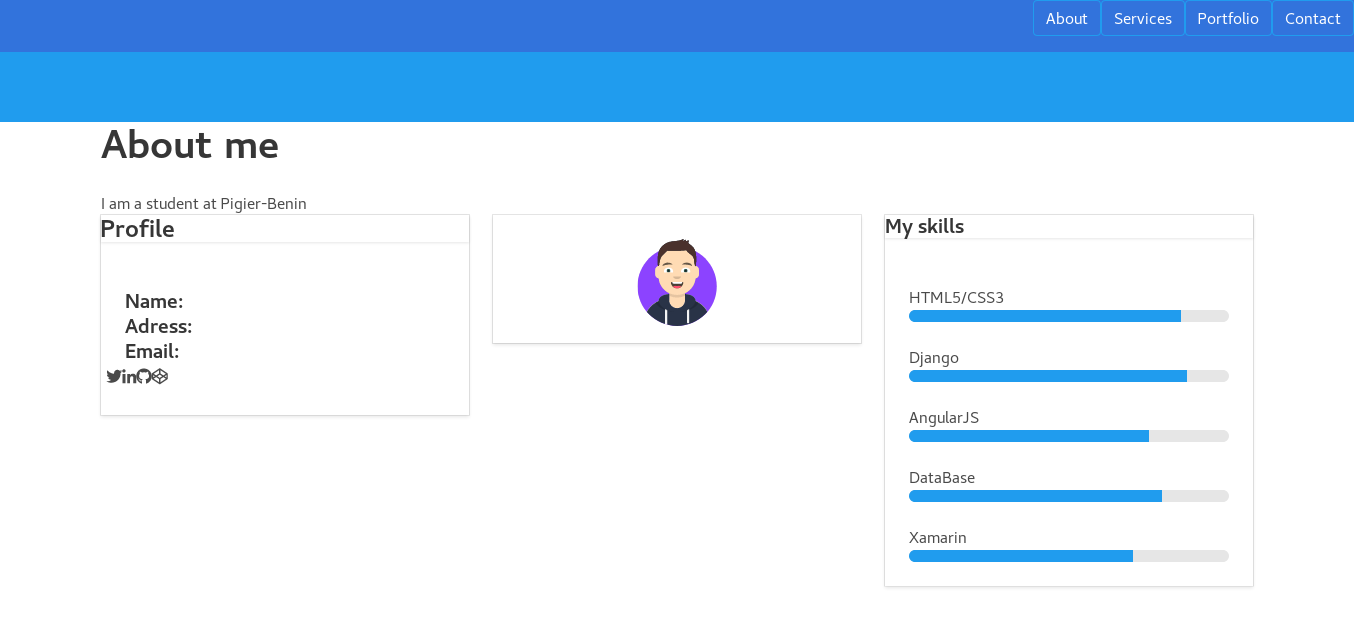 About Services Portfolio Contact
About me
I am a student at Pigier-Benin
Profile
Name:
Adress:
Email:
My skills
HTML5/CSS3
Django
AngularJS
DataBase
Xamarin